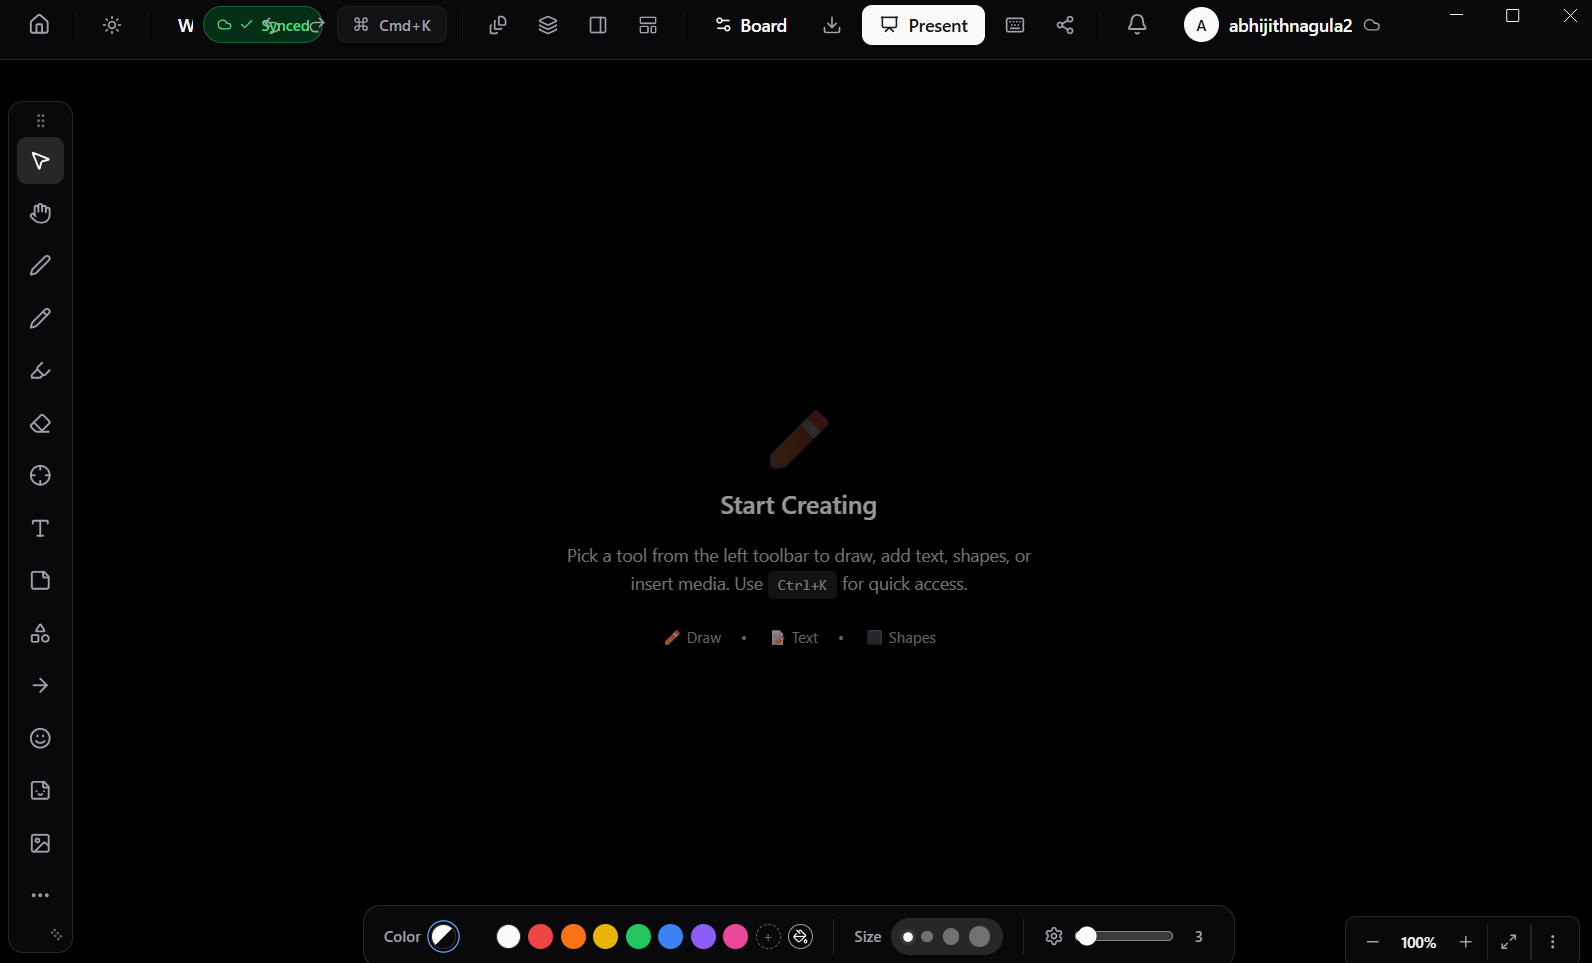 W
Synced
Cmd+K
Board
Present
A
abhijithnagula2
Start Creating
Pick a tool from the left toolbar to draw, add text, shapes, or
insert media. Use Ctrl+K for quick access.
Draw • Text • Shapes
Color
Size
3
100%